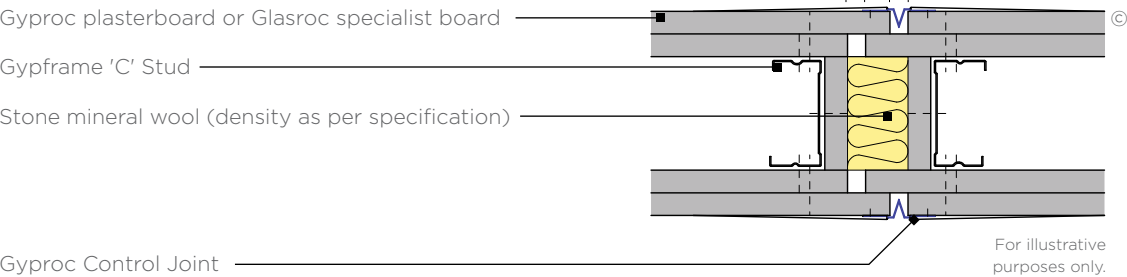 Gyproc plasterboard or Glasroc specialist board
©
Gypframe 'C' Stud
Stone mineral wool (density as per specification)
Gyproc Control Joint
For illustrative
purposes only.